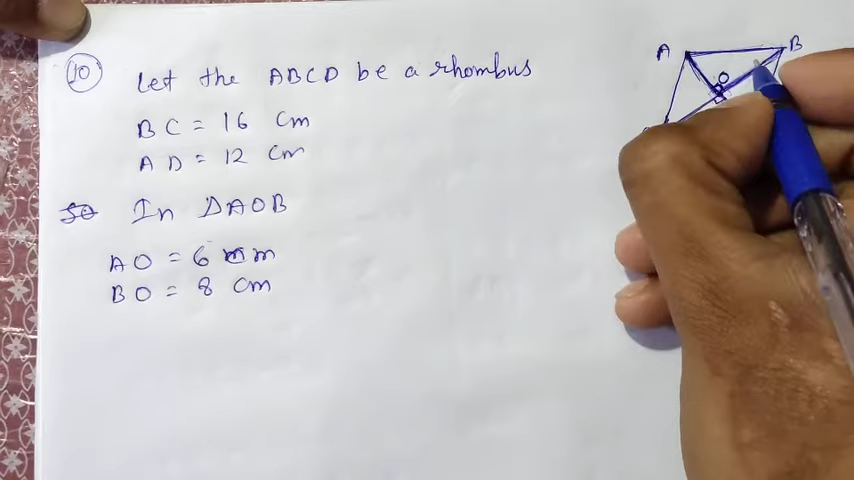 10 Let the ABCD be a rhombus
BC = 16 cm
AD = 12 cm
In ΔAOB
AO = 6 m
BO = 8 cm
A
B
O